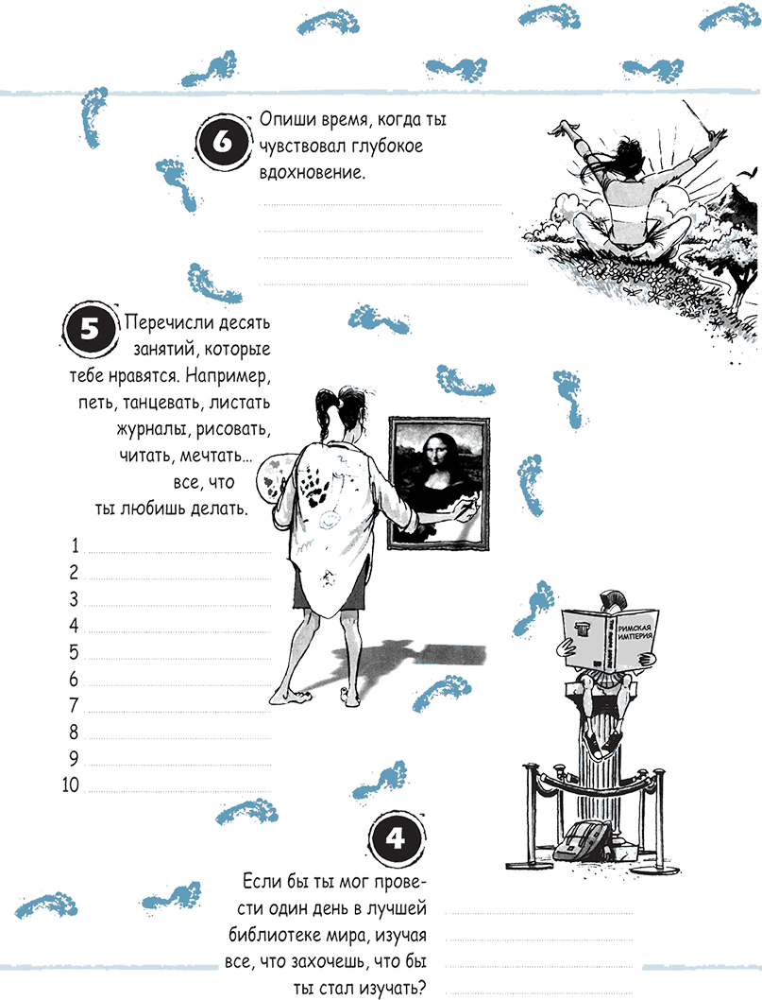 6
Опиши время, когда ты
чувствовал глубокое
вдохновение.
5
Перечисли десять
занятий, которые
тебе нравятся. Например,
петь, танцевать, листать
журналы, рисовать,
читать, мечтать...
все, что
ты любишь делать.
1
2
3
4
5
6
7
8
9
10
РИМСКАЯ
ИМПЕРИЯ
4
Если бы ты мог прове-
сти один день в лучшей
библиотеке мира, изучая
все, что захочешь, что бы
ты стал изучать?